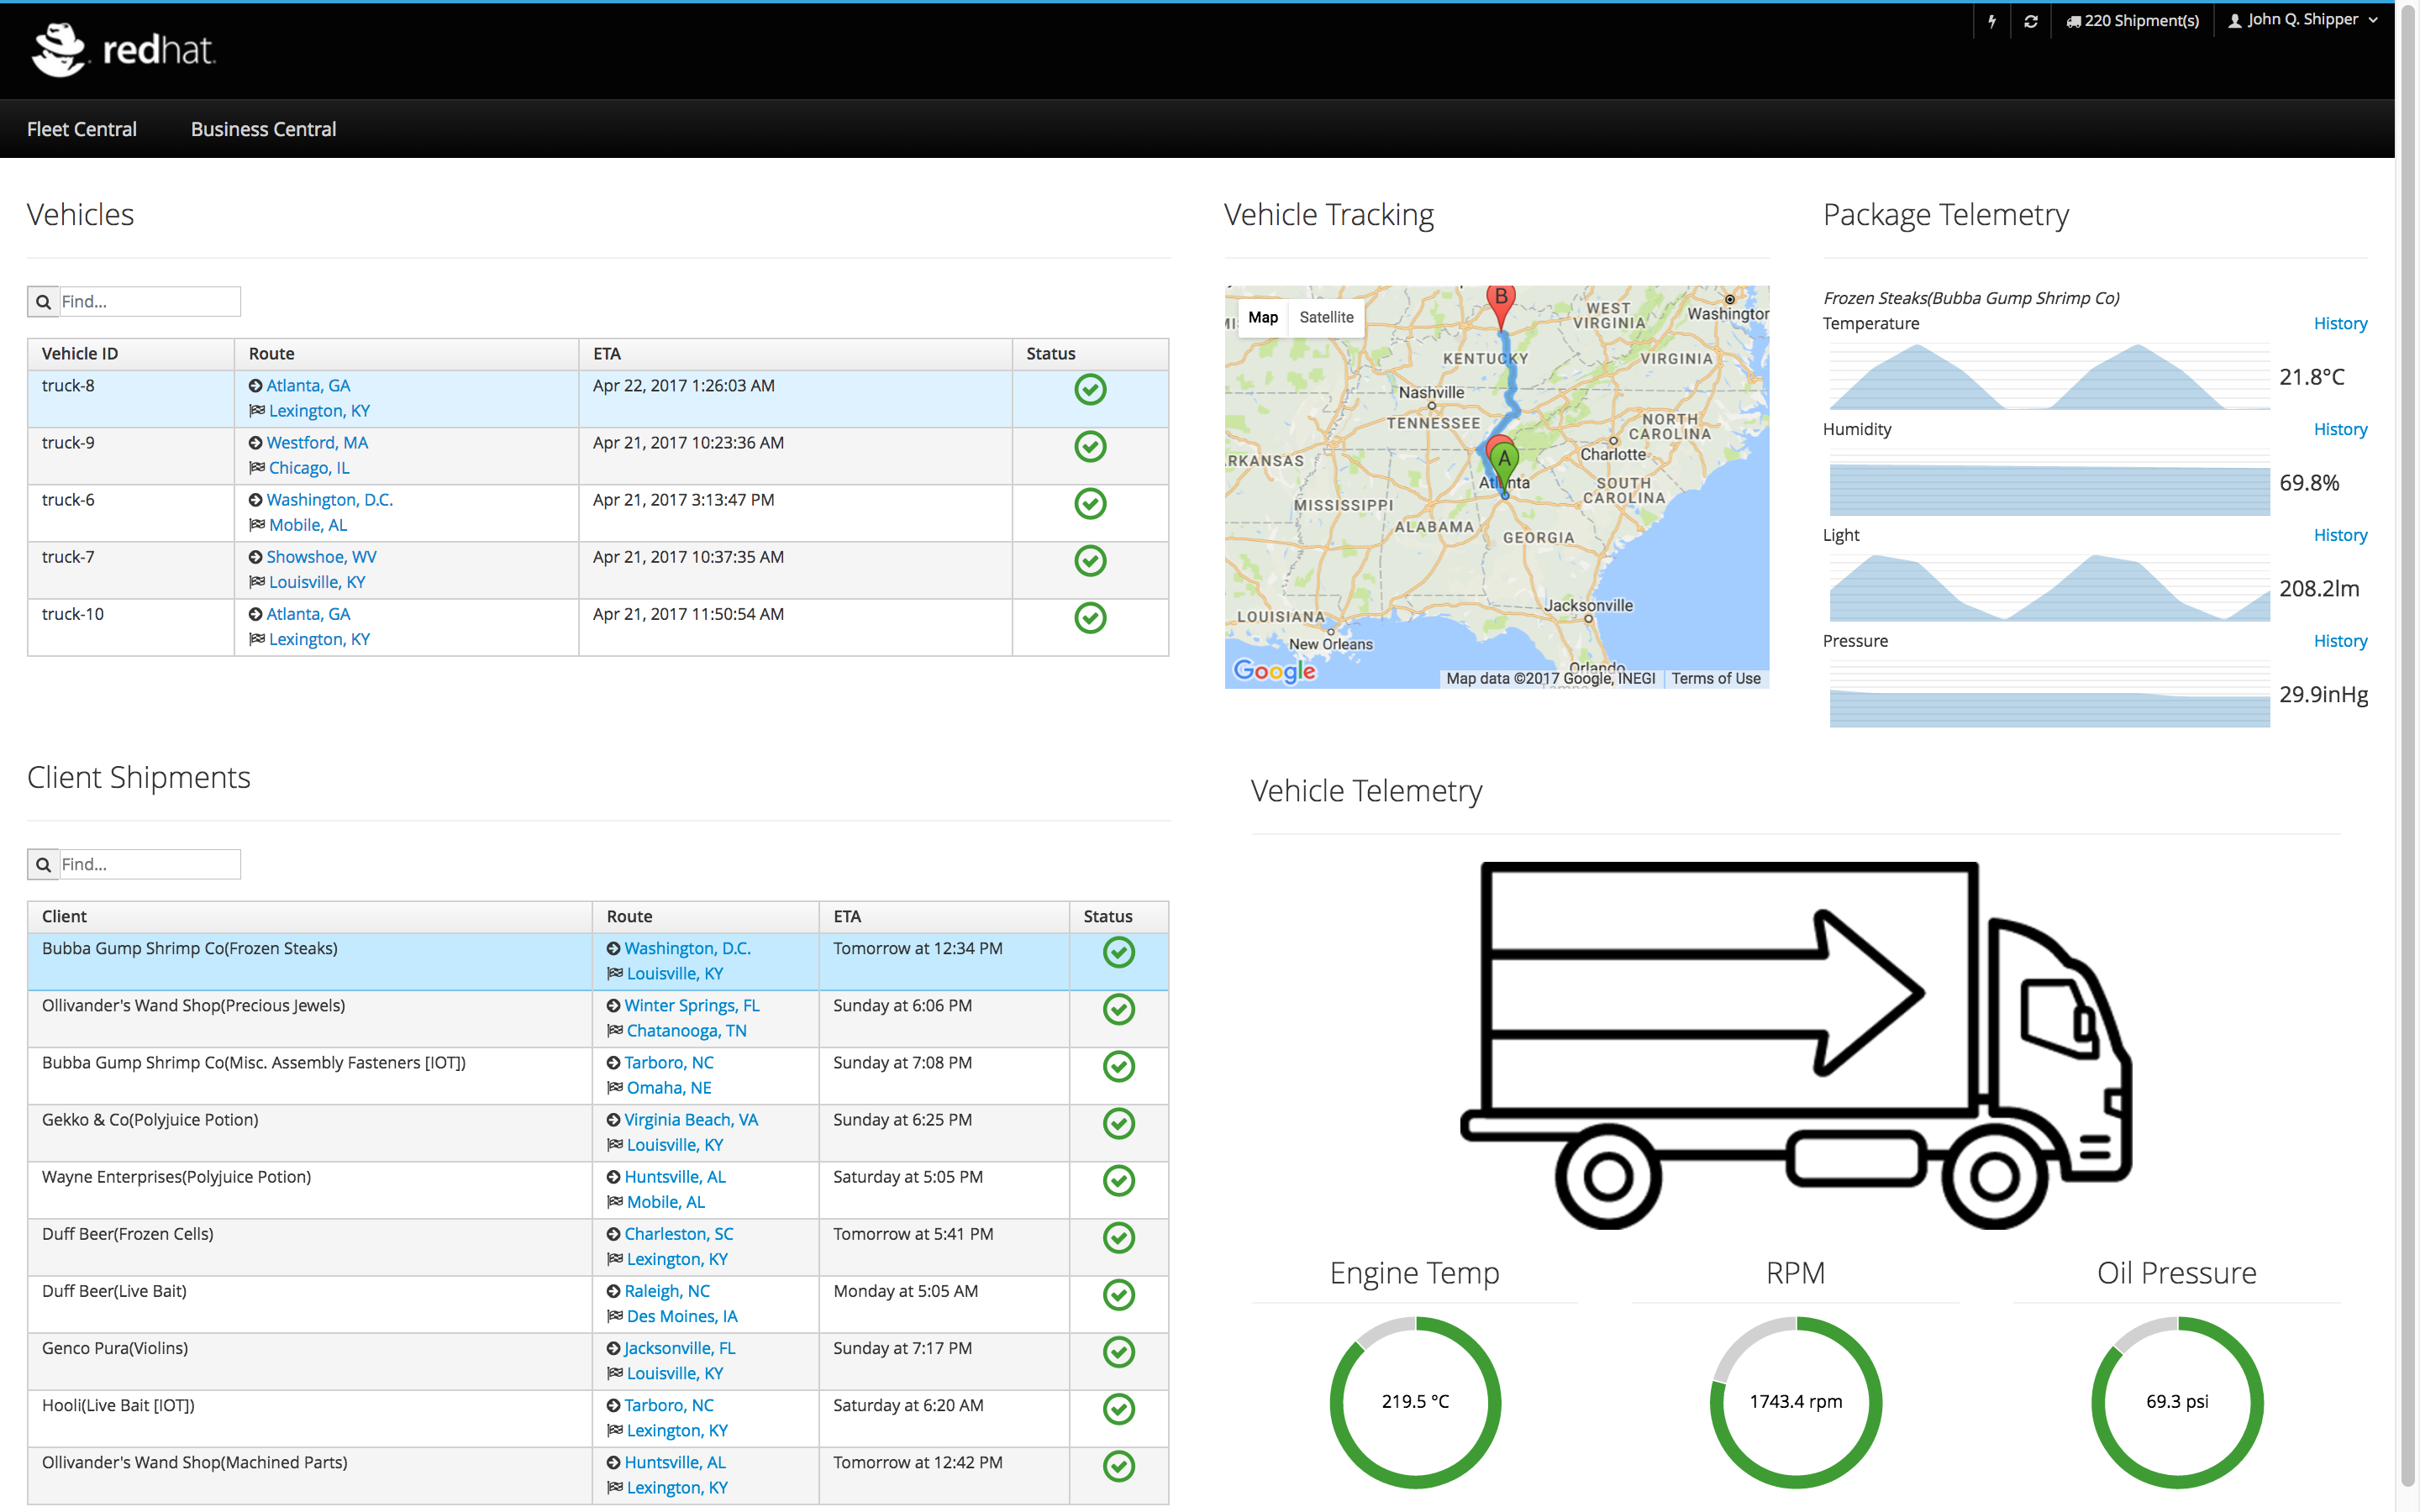 redhat.
220 Shipment(s)
John Q. Shipper
Fleet Central
Business Central
Vehicles
Find...
Vehicle ID Route ETA Status
truck-8 Atlanta, GA Apr 22, 2017 1:26:03 AM
Lexington, KY
truck-9 Westford, MA Apr 21, 2017 10:23:36 AM
Chicago, IL
truck-6 Washington, D.C. Apr 21, 2017 3:13:47 PM
Mobile, AL
truck-7 Showshoe, WV Apr 21, 2017 10:37:35 AM
Louisville, KY
truck-10 Atlanta, GA Apr 21, 2017 11:50:54 AM
Lexington, KY
Vehicle Tracking
Map Satellite
B
WEST
VIRGINIA
Washington
KENTUCKY
VIRGINIA
Nashville
TENNESSEE
NORTH
CAROLINA
Charlotte
RKANSAS
A
Atlanta
SOUTH
CAROLINA
MISSISSIPPI
ALABAMA
GEORGIA
Jacksonville
LOUISIANA
New Orleans
Orlando
Google
Map data ©2017 Google, INEGI Terms of Use
Package Telemetry
Frozen Steaks(Bubba Gump Shrimp Co)
Temperature History
21.8°C
Humidity History
69.8%
Light History
208.2lm
Pressure History
29.9inHg
Client Shipments
Find...
Client Route ETA Status
Bubba Gump Shrimp Co(Frozen Steaks) Washington, D.C. Tomorrow at 12:34 PM
Louisville, KY
Ollivander's Wand Shop(Precious Jewels) Winter Springs, FL Sunday at 6:06 PM
Chatanooga, TN
Bubba Gump Shrimp Co(Misc. Assembly Fasteners [IOT]) Tarboro, NC Sunday at 7:08 PM
Omaha, NE
Gekko & Co(Polyjuice Potion) Virginia Beach, VA Sunday at 6:25 PM
Louisville, KY
Wayne Enterprises(Polyjuice Potion) Huntsville, AL Saturday at 5:05 PM
Mobile, AL
Duff Beer(Frozen Cells) Charleston, SC Tomorrow at 5:41 PM
Lexington, KY
Duff Beer(Live Bait) Raleigh, NC Monday at 5:05 AM
Des Moines, IA
Genco Pura(Violins) Jacksonville, FL Sunday at 7:17 PM
Louisville, KY
Hooli(Live Bait [IOT]) Tarboro, NC Saturday at 6:20 AM
Lexington, KY
Ollivander's Wand Shop(Machined Parts) Huntsville, AL Tomorrow at 12:42 PM
Lexington, KY
Vehicle Telemetry
Engine Temp RPM Oil Pressure
219.5 °C 1743.4 rpm 69.3 psi